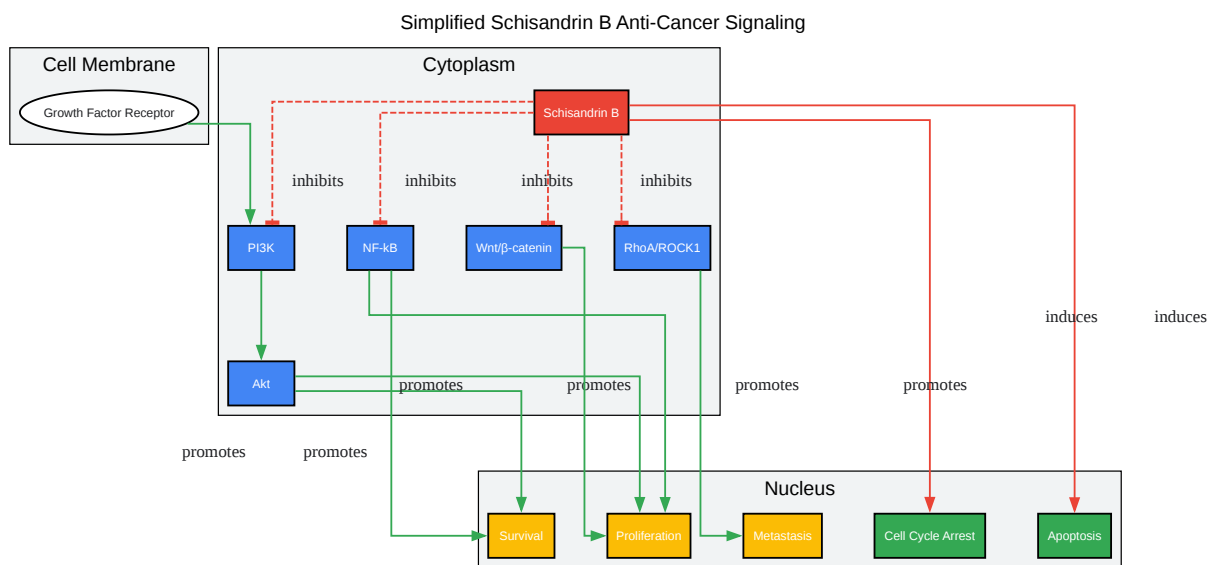 Simplified Schisandrin B Anti-Cancer Signaling
Cell Membrane
Cytoplasm
Growth Factor Receptor
Schisandrin B
inhibits
inhibits
inhibits
inhibits
PI3K
NF-kB
Wnt/β-catenin
RhoA/ROCK1
induces
induces
Akt
promotes
promotes
promotes
promotes
promotes
promotes
Nucleus
Survival
Proliferation
Metastasis
Cell Cycle Arrest
Apoptosis